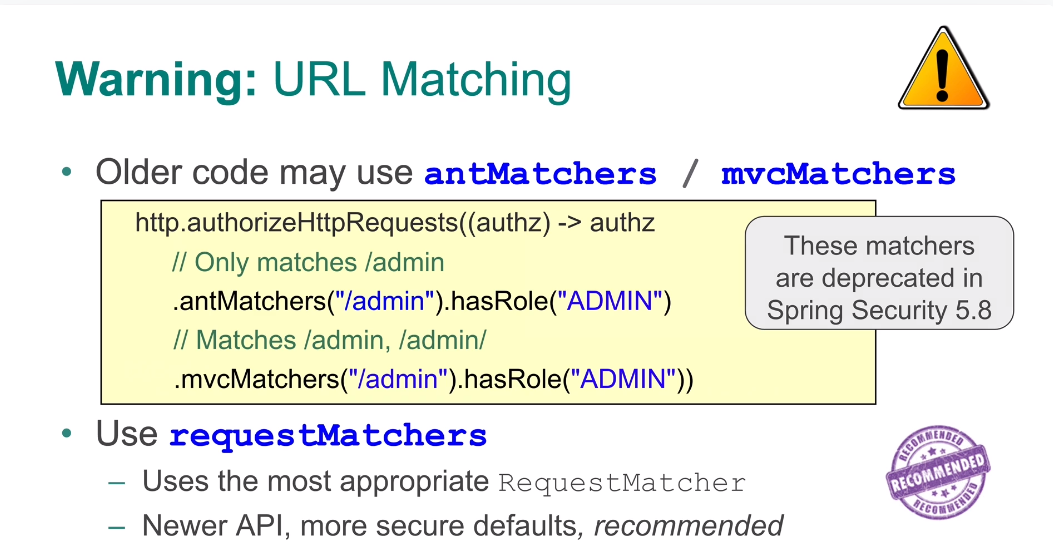 Warning: URL Matching
• Older code may use antMatchers / mvcMatchers
http.authorizeHttpRequests((authz) -> authz
// Only matches /admin
.antMatchers("/admin").hasRole("ADMIN")
// Matches /admin, /admin/
.mvcMatchers("/admin").hasRole("ADMIN"))
These matchers
are deprecated in
Spring Security 5.8
• Use requestMatchers
– Uses the most appropriate RequestMatcher
– Newer API, more secure defaults, recommended
RECOMMENDED
RECOMMENDED
RECOMMENDED